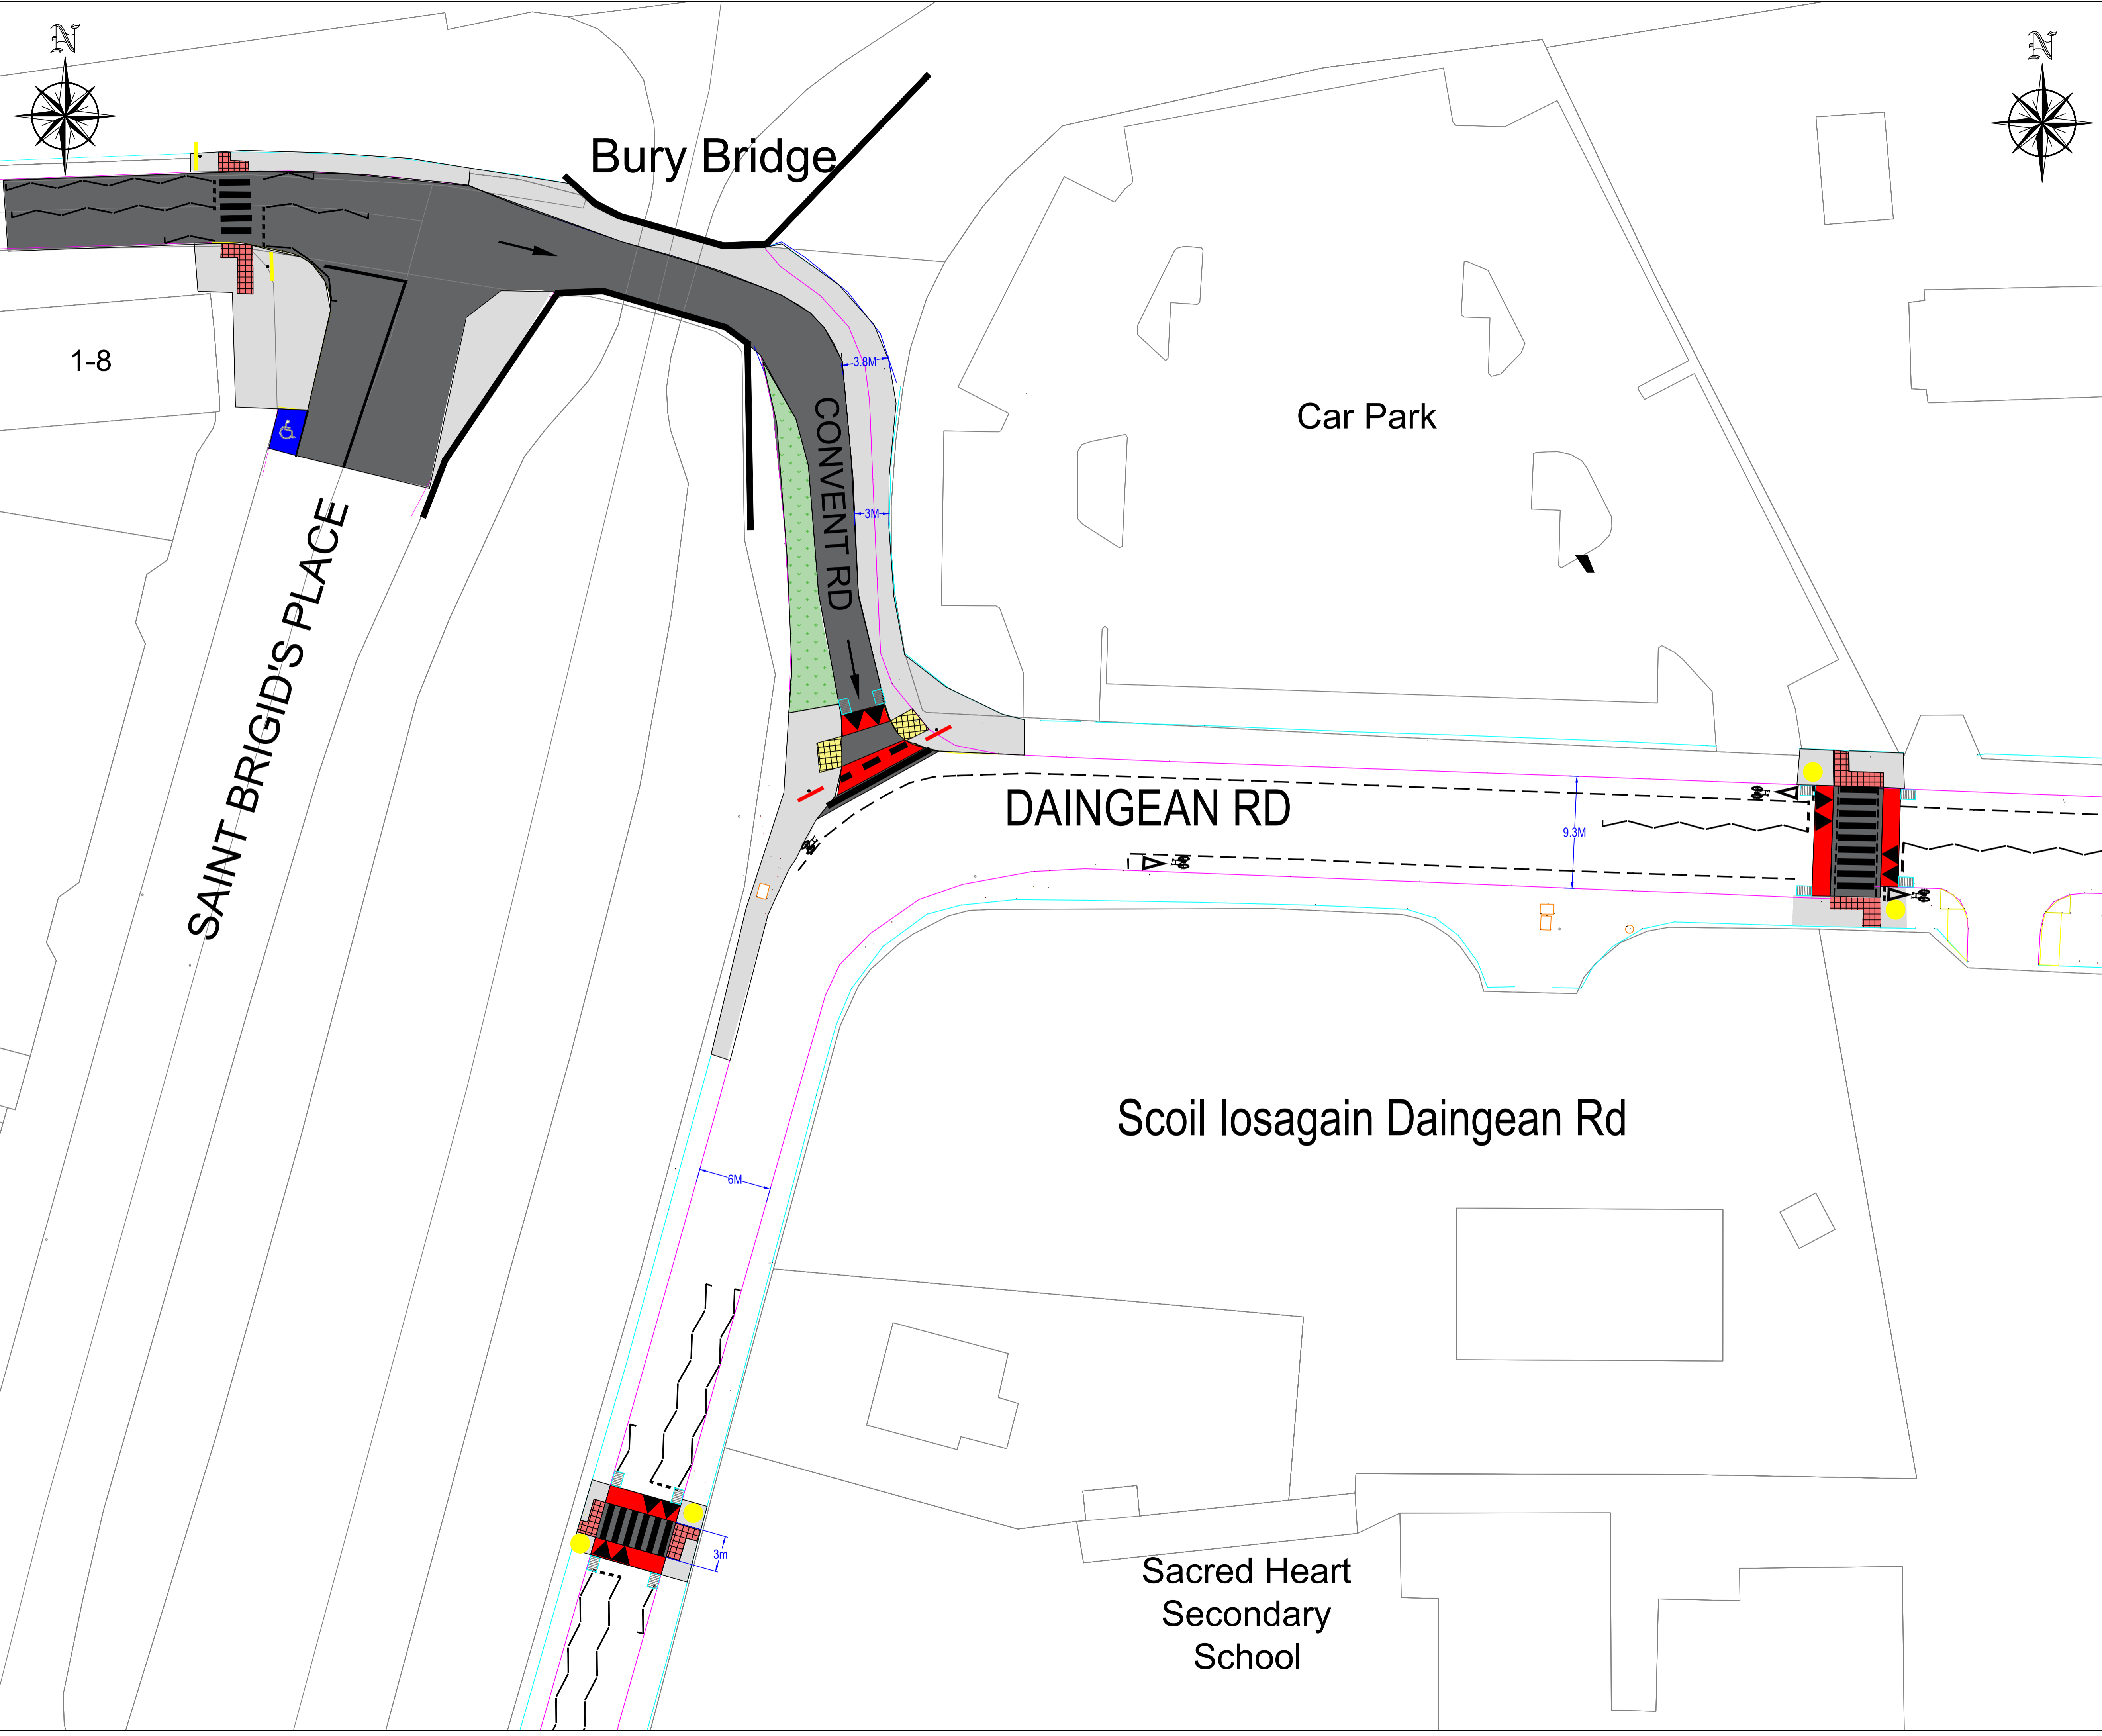 N
N
Bury Bridge
1-8
3.8M
Car Park
CONVENT RD
3M
SAINT BRIGID'S PLACE
DAINGEAN RD
9.3M
Scoil Iosagain Daingean Rd
6M
3m
Sacred Heart
Secondary
School